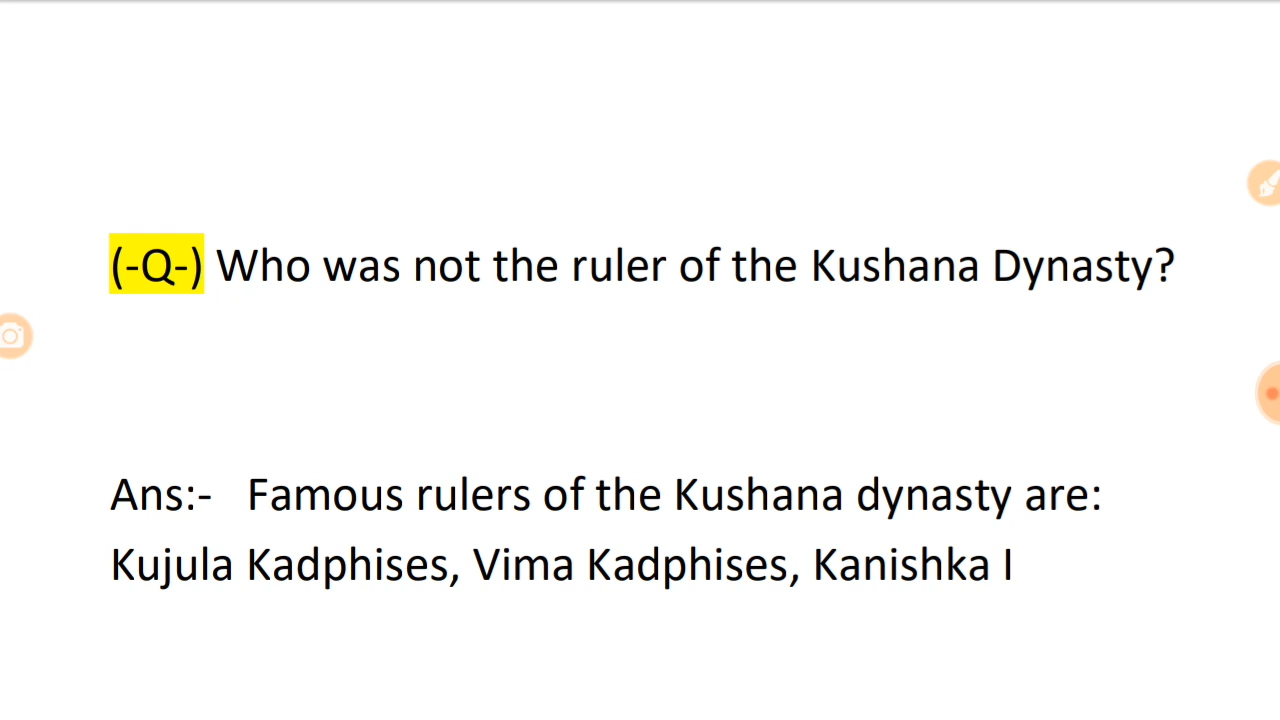 (-Q-) Who was not the ruler of the Kushana Dynasty?
Ans:- Famous rulers of the Kushana dynasty are:
Kujula Kadphises, Vima Kadphises, Kanishka I